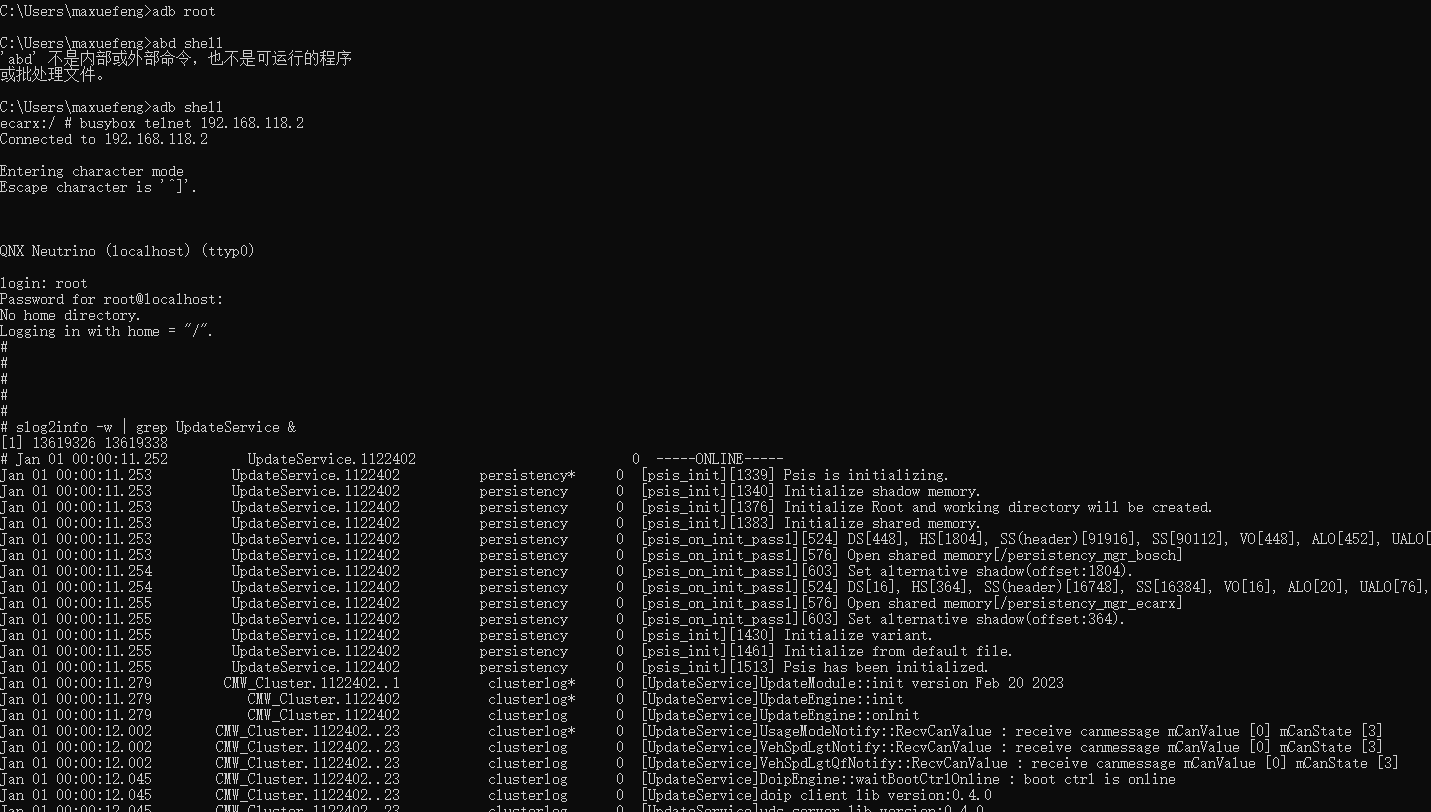 C:\Users\maxuefeng>adb root
C:\Users\maxuefeng>abd shell
'abd' 不是内部或外部命令，也不是可运行的程序
或批处理文件。
C:\Users\maxuefeng>adb shell
ecarx:/ # busybox telnet 192.168.118.2
Connected to 192.168.118.2
Entering character mode
Escape character is '^]'.
QNX Neutrino (localhost) (ttyp0)
login: root
Password for root@localhost:
No home directory.
Logging in with home = "/".
#
#
#
#
#
# slog2info -w | grep UpdateService &
[1] 13619326 13619338
# Jan 01 00:00:11.252 UpdateService.1122402 0 -----ONLINE-----
Jan 01 00:00:11.253 UpdateService.1122402 persistency* 0 [psis_init][1339] Psis is initializing.
Jan 01 00:00:11.253 UpdateService.1122402 persistency 0 [psis_init][1340] Initialize shadow memory.
Jan 01 00:00:11.253 UpdateService.1122402 persistency 0 [psis_init][1376] Initialize Root and working directory will be created.
Jan 01 00:00:11.253 UpdateService.1122402 persistency 0 [psis_init][1383] Initialize shared memory.
Jan 01 00:00:11.253 UpdateService.1122402 persistency 0 [psis_on_init_pass1][524] DS[448], HS[1804], SS(header)[91916], SS[90112], VO[448], ALO[452], UALO[
Jan 01 00:00:11.253 UpdateService.1122402 persistency 0 [psis_on_init_pass1][576] Open shared memory[/persistency_mgr_bosch]
Jan 01 00:00:11.254 UpdateService.1122402 persistency 0 [psis_on_init_pass1][603] Set alternative shadow(offset:1804).
Jan 01 00:00:11.254 UpdateService.1122402 persistency 0 [psis_on_init_pass1][524] DS[16], HS[364], SS(header)[16748], SS[16384], VO[16], ALO[20], UALO[76],
Jan 01 00:00:11.255 UpdateService.1122402 persistency 0 [psis_on_init_pass1][576] Open shared memory[/persistency_mgr_ecarx]
Jan 01 00:00:11.255 UpdateService.1122402 persistency 0 [psis_on_init_pass1][603] Set alternative shadow(offset:364).
Jan 01 00:00:11.255 UpdateService.1122402 persistency 0 [psis_init][1430] Initialize variant.
Jan 01 00:00:11.255 UpdateService.1122402 persistency 0 [psis_init][1461] Initialize from default file.
Jan 01 00:00:11.255 UpdateService.1122402 persistency 0 [psis_init][1513] Psis has been initialized.
Jan 01 00:00:11.279 CMW_Cluster.1122402..1 clusterlog* 0 [UpdateService]UpdateModule::init version Feb 20 2023
Jan 01 00:00:11.279 CMW_Cluster.1122402 clusterlog* 0 [UpdateService]UpdateEngine::init
Jan 01 00:00:11.279 CMW_Cluster.1122402 clusterlog 0 [UpdateService]UpdateEngine::onInit
Jan 01 00:00:12.002 CMW_Cluster.1122402..23 clusterlog* 0 [UpdateService]UsageModeNotify::RecvCanValue : receive canmessage mCanValue [0] mCanState [3]
Jan 01 00:00:12.002 CMW_Cluster.1122402..23 clusterlog 0 [UpdateService]VehSpdLgtNotify::RecvCanValue : receive canmessage mCanValue [0] mCanState [3]
Jan 01 00:00:12.002 CMW_Cluster.1122402..23 clusterlog 0 [UpdateService]VehSpdLgtQfNotify::RecvCanValue : receive canmessage mCanValue [0] mCanState [3]
Jan 01 00:00:12.045 CMW_Cluster.1122402..23 clusterlog 0 [UpdateService]DoipEngine::waitBootCtrlOnline : boot ctrl is online
Jan 01 00:00:12.045 CMW_Cluster.1122402..23 clusterlog 0 [UpdateService]doip client lib version:0.4.0
Jan 01 00:00:12.045 CMW_Cluster.1122402..23 clusterlog 0 [UpdateService]uds server lib version:0.4.0